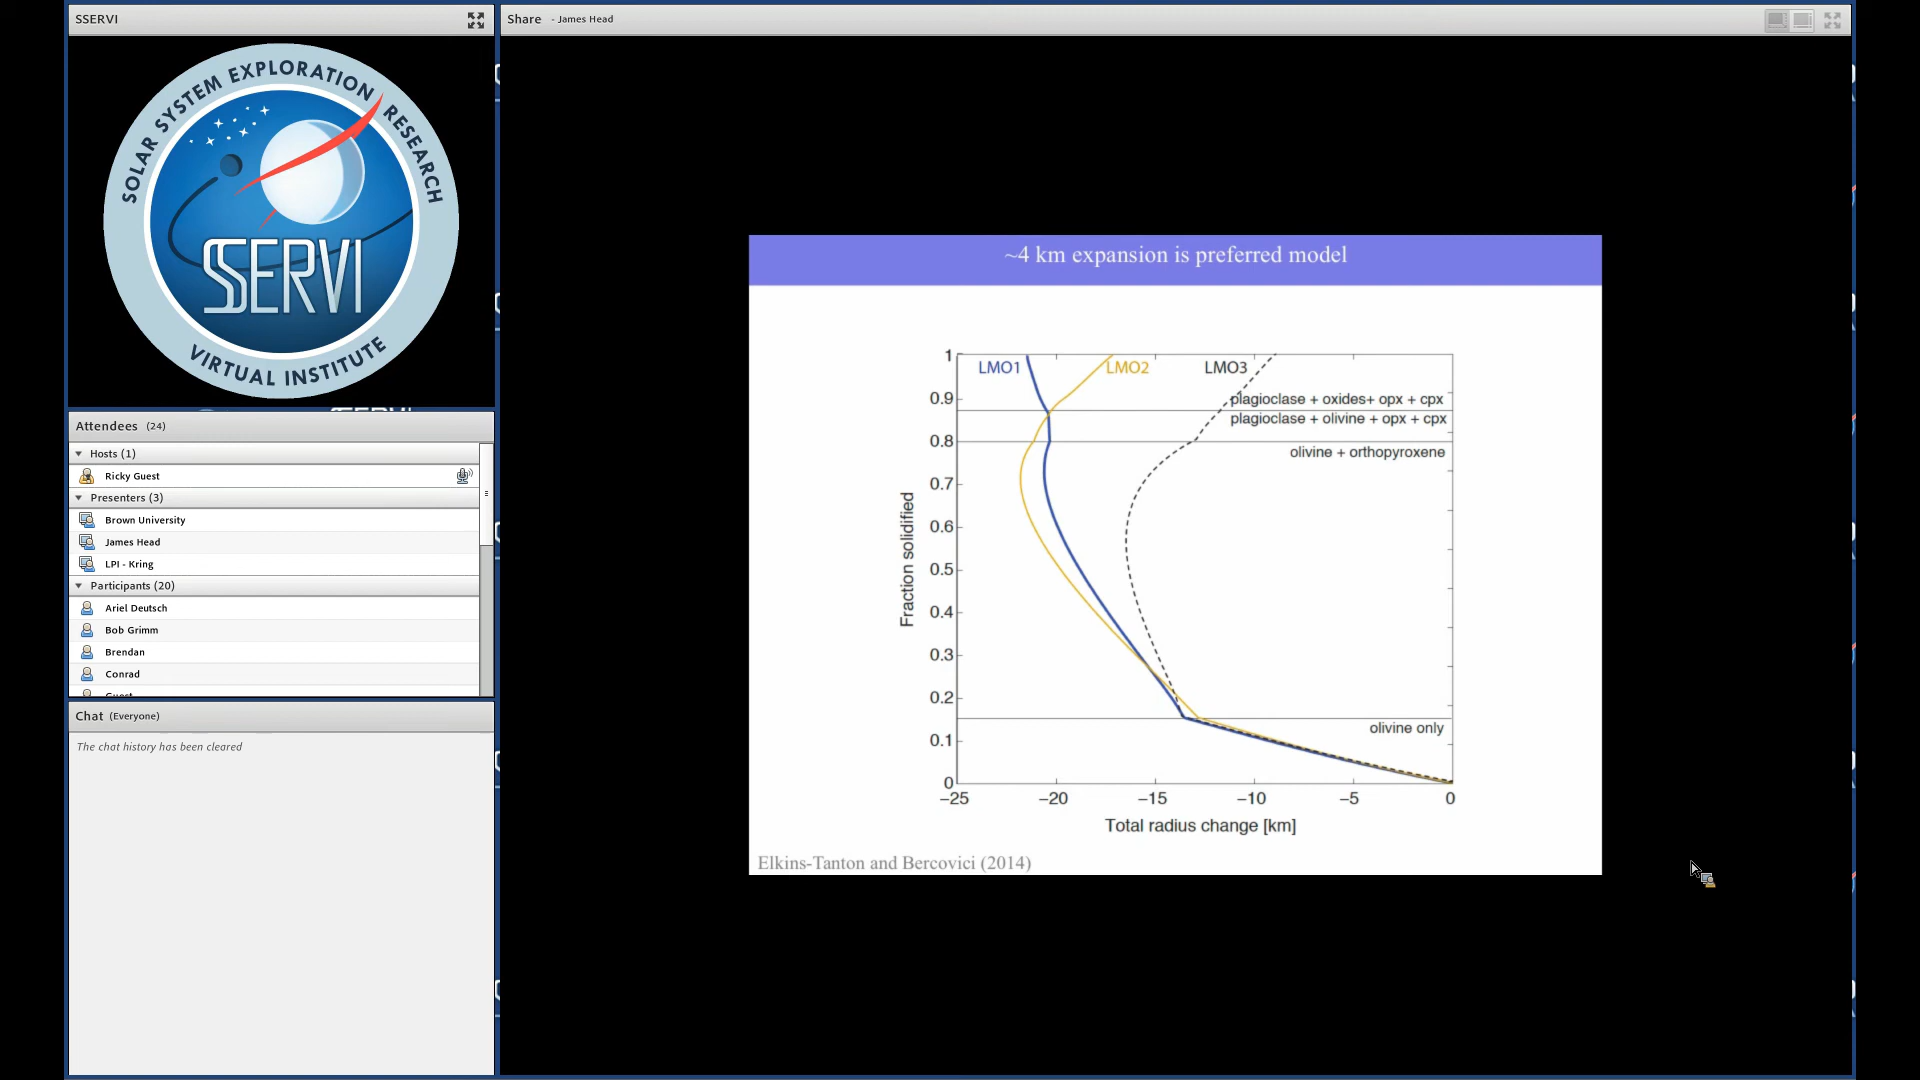 SSERVI
SOLAR SYSTEM EXPLORATION RESEARCH
SSERVI
VIRTUAL INSTITUTE
Attendees (24)
Hosts (1)
Ricky Guest
Presenters (3)
Brown University
James Head
LPI - Kring
Participants (20)
Ariel Deutsch
Bob Grimm
Brendan
Conrad
Guest
Chat (Everyone)
The chat history has been cleared
Share - James Head
~4 km expansion is preferred model
LMO1
LMO2
LMO3
plagioclase + oxides+ opx + cpx
plagioclase + olivine + opx + cpx
olivine + orthopyroxene
olivine only
Fraction solidified
1
0.9
0.8
0.7
0.6
0.5
0.4
0.3
0.2
0.1
0
−25 −20 −15 −10 −5 0
Total radius change [km]
Elkins-Tanton and Bercovici (2014)